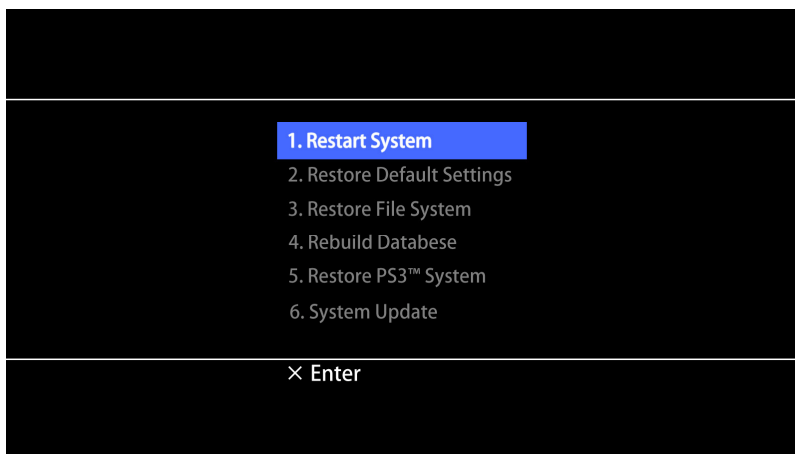 1. Restart System
2. Restore Default Settings
3. Restore File System
4. Rebuild Databese
5. Restore PS3™ System
6. System Update
× Enter